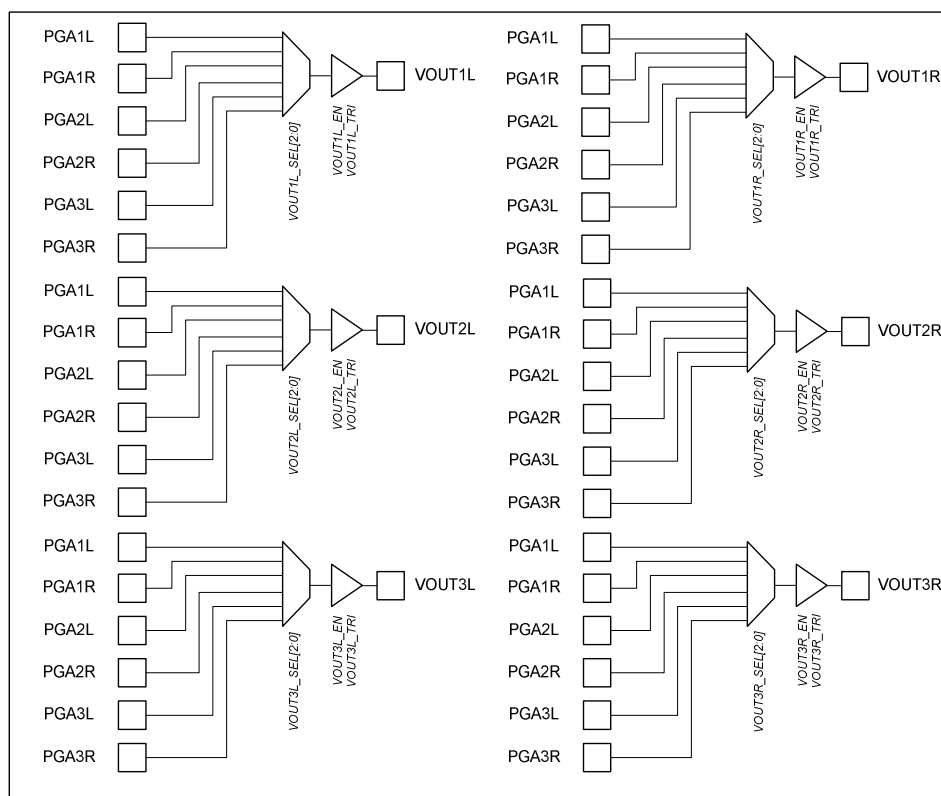 PGA1L
PGA1R
PGA2L
PGA2R
PGA3L
PGA3R
VOUT1L_SEL[2:0]
VOUT1L_EN
VOUT1L_TRI
VOUT1L
PGA1L
PGA1R
PGA2L
PGA2R
PGA3L
PGA3R
VOUT1R_SEL[2:0]
VOUT1R_EN
VOUT1R_TRI
VOUT1R
PGA1L
PGA1R
PGA2L
PGA2R
PGA3L
PGA3R
VOUT2L_SEL[2:0]
VOUT2L_EN
VOUT2L_TRI
VOUT2L
PGA1L
PGA1R
PGA2L
PGA2R
PGA3L
PGA3R
VOUT2R_SEL[2:0]
VOUT2R_EN
VOUT2R_TRI
VOUT2R
PGA1L
PGA1R
PGA2L
PGA2R
PGA3L
PGA3R
VOUT3L_SEL[2:0]
VOUT3L_EN
VOUT3L_TRI
VOUT3L
PGA1L
PGA1R
PGA2L
PGA2R
PGA3L
PGA3R
VOUT3R_SEL[2:0]
VOUT3R_EN
VOUT3R_TRI
VOUT3R